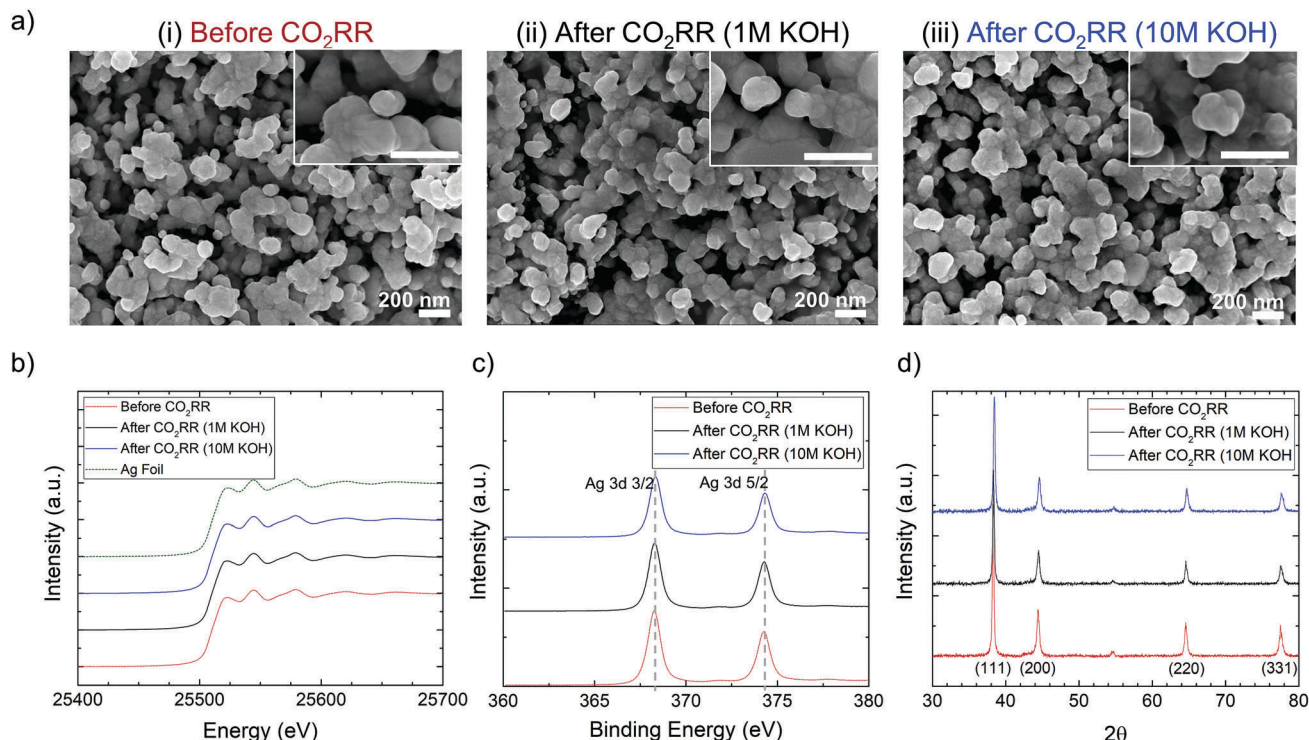 a)
(i) Before CO₂RR
(ii) After CO₂RR (1M KOH)
(iii) After CO₂RR (10M KOH)
200 nm
200 nm
200 nm
b)
Before CO₂RR
After CO₂RR (1M KOH)
After CO₂RR (10M KOH)
Ag Foil
Intensity (a.u.)
25400 25500 25600 25700
Energy (eV)
c)
Before CO₂RR
After CO₂RR (1M KOH)
After CO₂RR (10M KOH)
Ag 3d 3/2 Ag 3d 5/2
Intensity (a.u.)
360 365 370 375 380
Binding Energy (eV)
d)
Before CO₂RR
After CO₂RR (1M KOH)
After CO₂RR (10M KOH
Intensity (a.u.)
(111) (200) (220) (331)
30 40 50 60 70 80
2θ